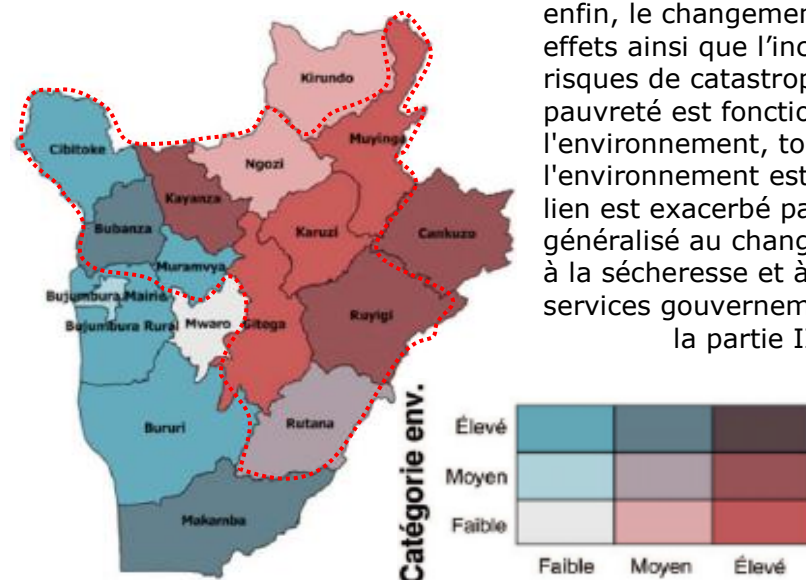 enfin, le changemen
effets ainsi que l’inc
risques de catastrop
pauvreté est fonctio
l'environnement, to
l'environnement est
lien est exacerbé pa
généralisé au chang
à la sécheresse et à
services gouvernem
la partie I
Kirundo
Cibitoke
Muyinga
Ngozi
Kayanza
Bubanza
Karuzi
Cankuzo
Muramvya
Bujumbura Mairie
Bujumbura Rural
Mwaro
Gitega
Ruyigi
Bururi
Rutana
Makamba
Catégorie env.
Élevé
Moyen
Faible
Faible Moyen Élevé